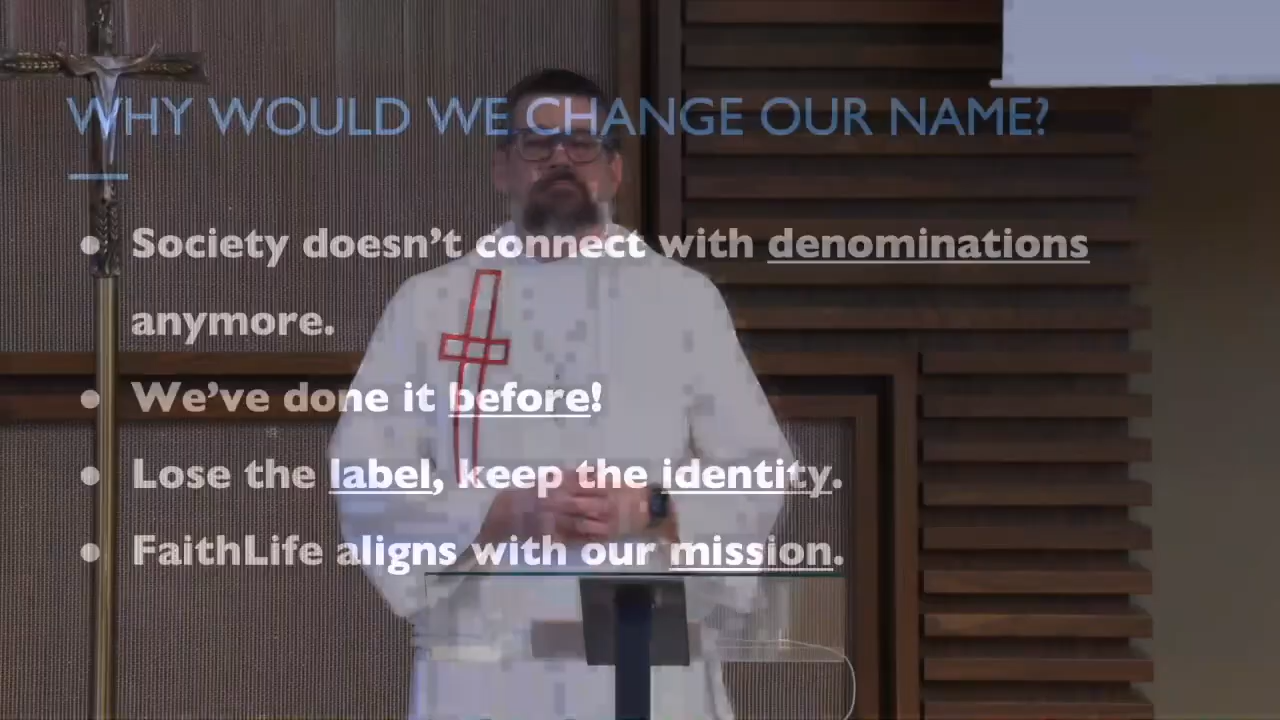 WHY WOULD WE CHANGE OUR NAME?
• Society doesn't connect with denominations
anymore.
• We've done it before!
• Lose the label, keep the identity.
• FaithLife aligns with our mission.